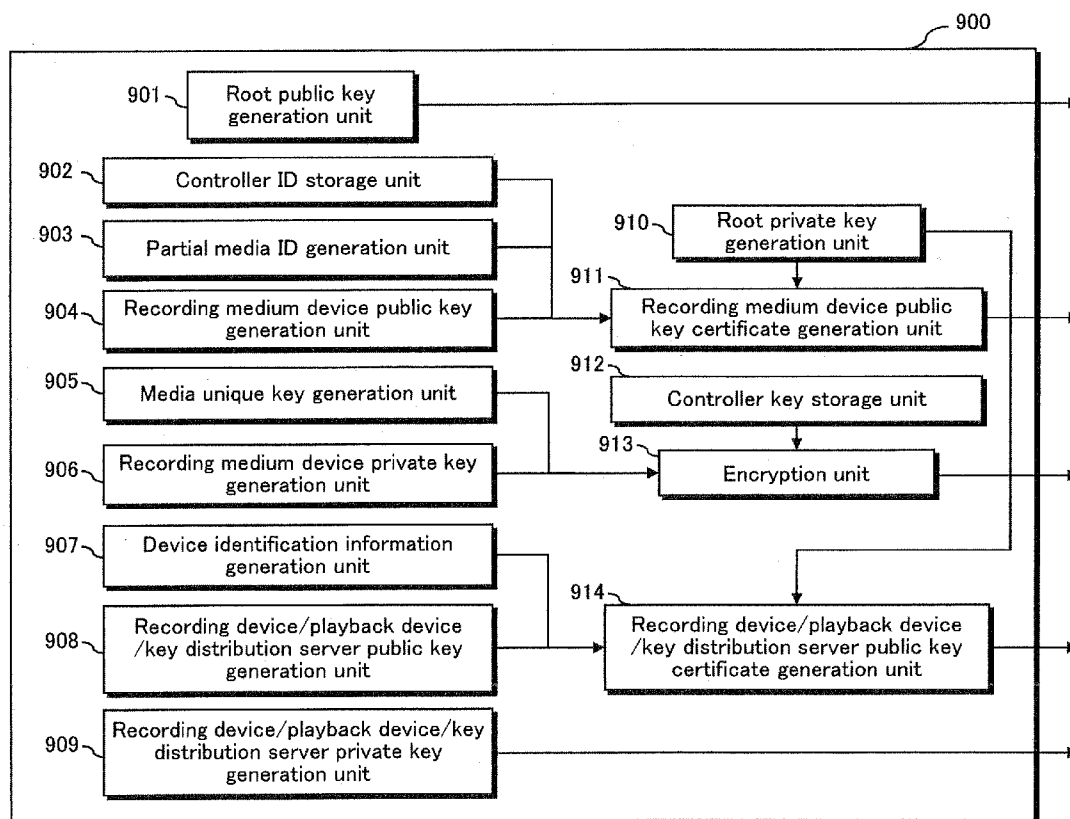 900
901
Root public key
generation unit
902
Controller ID storage unit
903
Partial media ID generation unit
904
Recording medium device public key
generation unit
905
Media unique key generation unit
906
Recording medium device private key
generation unit
907
Device identification information
generation unit
908
Recording device/playback device
/key distribution server public key
generation unit
909
Recording device/playback device/key
distribution server private key
generation unit
910
Root private key
generation unit
911
Recording medium device public
key certificate generation unit
912
Controller key storage unit
913
Encryption unit
914
Recording device/playback device
/key distribution server public key
certificate generation unit